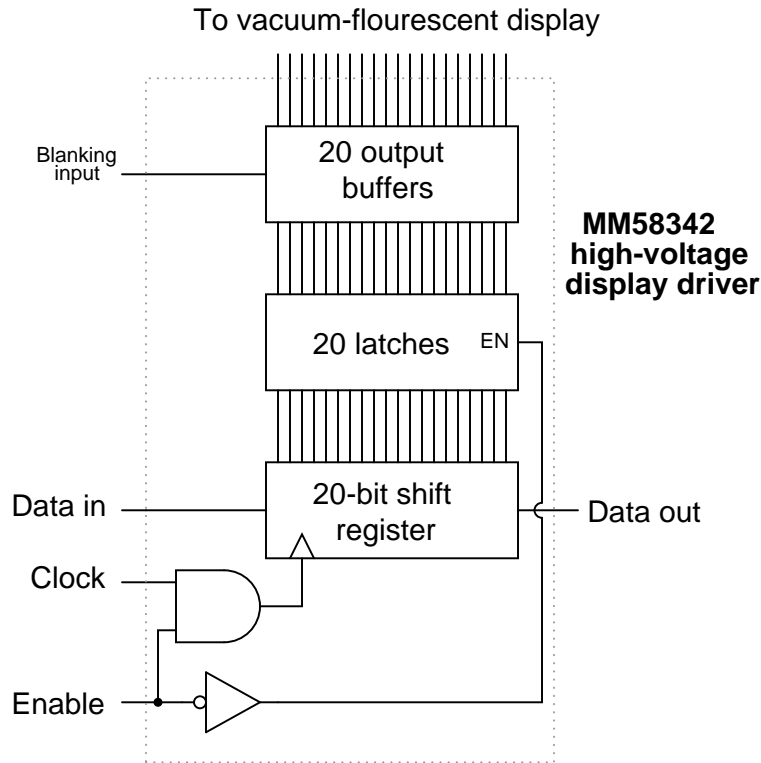 To vacuum-flourescent display
Blanking
input
20 output
buffers
MM58342
high-voltage
display driver
20 latches
EN
Data in
20-bit shift
register
Data out
Clock
Enable